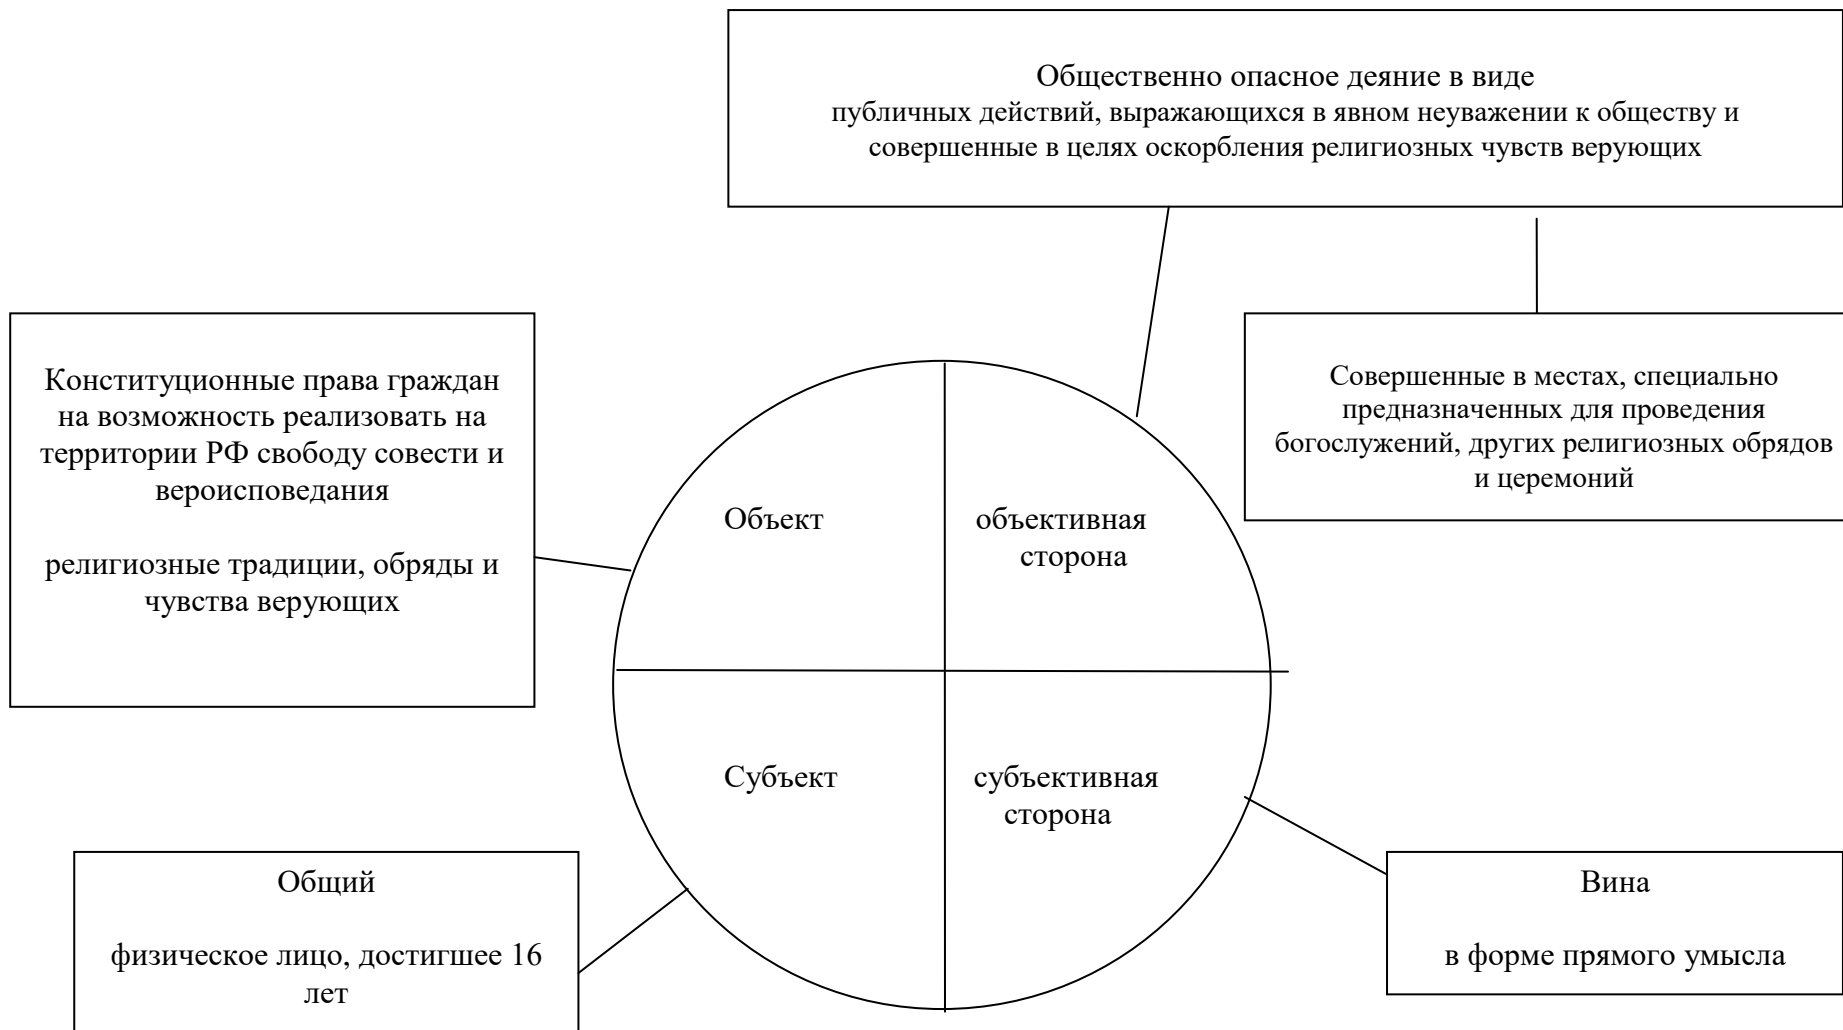 Общественно опасное деяние в виде
публичных действий, выражающихся в явном неуважении к обществу и
совершенные в целях оскорбления религиозных чувств верующих
Конституционные права граждан
на возможность реализовать на
территории РФ свободу совести и
вероисповедания
религиозные традиции, обряды и
чувства верующих
Совершенные в местах, специально
предназначенных для проведения
богослужений, других религиозных обрядов
и церемоний
Объект
объективная
сторона
Субъект
субъективная
сторона
Общий
физическое лицо, достигшее 16
лет
Вина
в форме прямого умысла